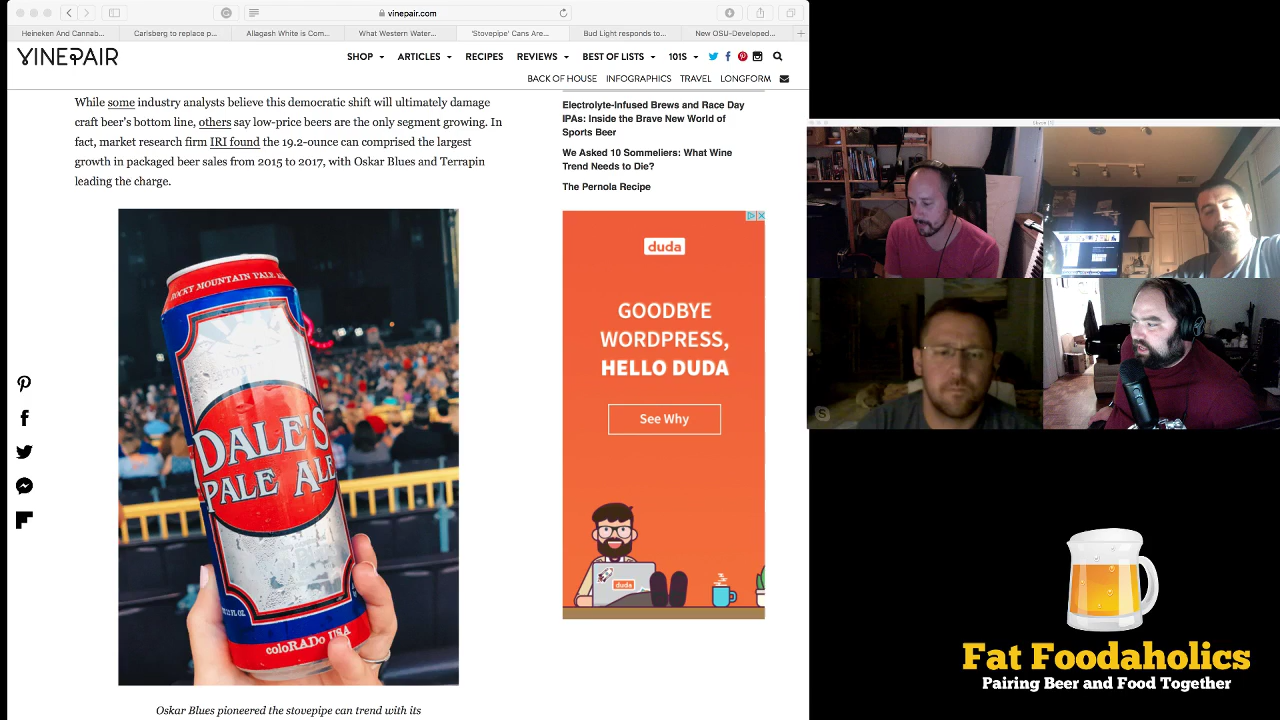 vinepair.com
Heineken And Cannab...
Carlsberg to replace p...
Allagash White is Com...
What Western Water...
'Stovepipe' Cans Are...
Bud Light responds to...
New OSU-Developed...
VINEPAIR
SHOP
ARTICLES
RECIPES
REVIEWS
BEST OF LISTS
101S
BACK OF HOUSE
INFOGRAPHICS
TRAVEL
LONGFORM
While some industry analysts believe this democratic shift will ultimately damage
craft beer's bottom line, others say low-price beers are the only segment growing. In
fact, market research firm IRI found the 19.2-ounce can comprised the largest
growth in packaged beer sales from 2015 to 2017, with Oskar Blues and Terrapin
leading the charge.
ROCKY MOUNTAIN PALE
DALE'S
PALE ALE
coloRADo USA
Oskar Blues pioneered the stovepipe can trend with its
Electrolyte-Infused Brews and Race Day
IPAs: Inside the Brave New World of
Sports Beer
We Asked 10 Sommeliers: What Wine
Trend Needs to Die?
The Pernola Recipe
duda
GOODBYE
WORDPRESS,
HELLO DUDA
See Why
duda
Fat Foodaholics
Pairing Beer and Food Together